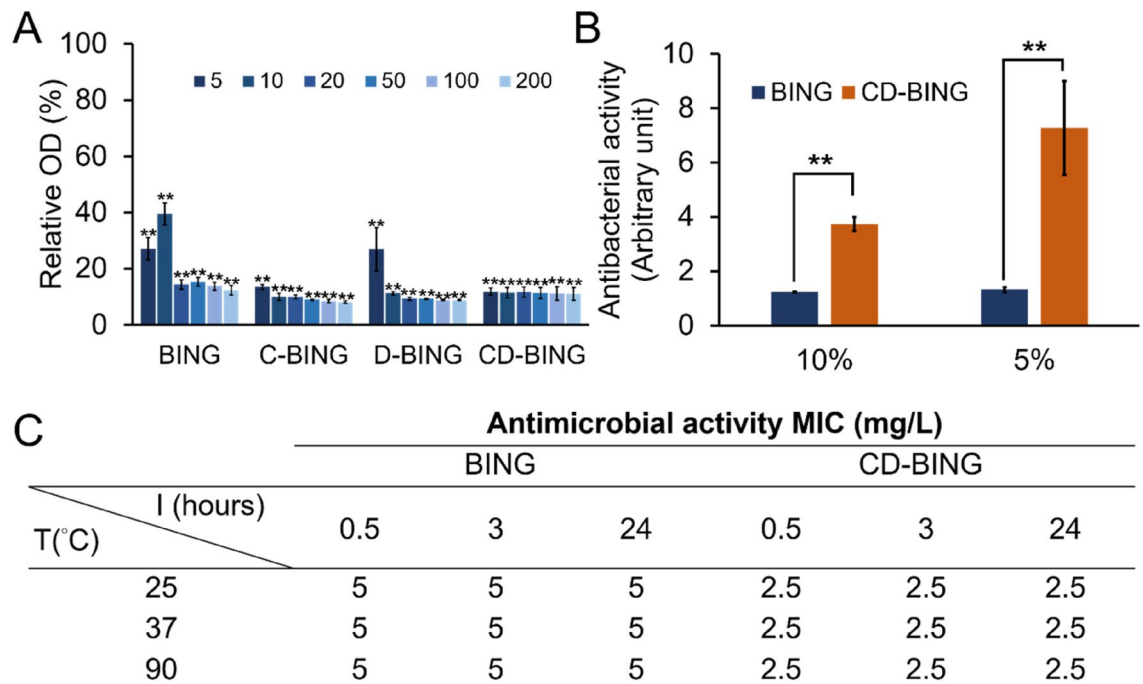 A
Relative OD (%)
100
80
60
40
20
0
5 10 20 50 100 200
** ** ** ** ** **
** ** ** ** ** **
** ** ** ** ** **
** ** ** ** ** **
BING C-BING D-BING CD-BING
B
Antibacterial activity
(Arbitrary unit)
10
8
6
4
2
0
BING CD-BING
**
**
10% 5%
C
Antimicrobial activity MIC (mg/L)
BING CD-BING
I (hours)
T(°C)
0.5 3 24 0.5 3 24
25 5 5 5 2.5 2.5 2.5
37 5 5 5 2.5 2.5 2.5
90 5 5 5 2.5 2.5 2.5